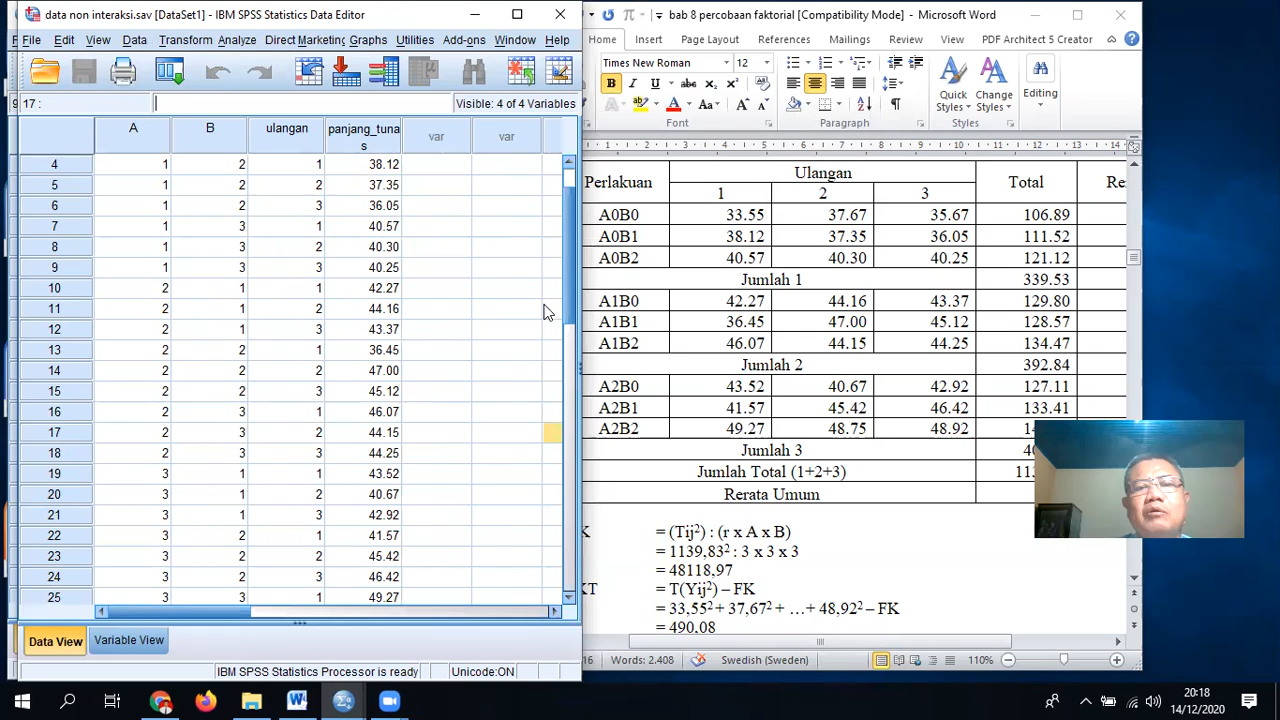 data non interaksi.sav [DataSet1] - IBM SPSS Statistics Data Editor
File Edit View Data Transform Analyze Direct Marketing Graphs Utilities Add-ons Window Help
17 : Visible: 4 of 4 Variables
A B ulangan panjang_tuna
s var var
4 1 2 1 38.12
5 1 2 2 37.35
6 1 2 3 36.05
7 1 3 1 40.57
8 1 3 2 40.30
9 1 3 3 40.25
10 2 1 1 42.27
11 2 1 2 44.16
12 2 1 3 43.37
13 2 2 1 36.45
14 2 2 2 47.00
15 2 2 3 45.12
16 2 3 1 46.07
17 2 3 2 44.15
18 2 3 3 44.25
19 3 1 1 43.52
20 3 1 2 40.67
21 3 1 3 42.92
22 3 2 1 41.57
23 3 2 2 45.42
24 3 2 3 46.42
25 3 3 1 49.27
Data View Variable View
IBM SPSS Statistics Processor is ready Unicode:ON
bab 8 percobaan faktorial [Compatibility Mode] - Microsoft Word
Home Insert Page Layout References Mailings Review View PDF Architect 5 Creator
Times New Roman 12
Quick
Styles Change
Styles Editing
Font Paragraph Styles
1 2 3 4 5 6 7 8 9 10 11 12 13 14
Perlakuan Ulangan Total
1 2 3
A0B0 33.55 37.67 35.67 106.89
A0B1 38.12 37.35 36.05 111.52
A0B2 40.57 40.30 40.25 121.12
Jumlah 1 339.53
A1B0 42.27 44.16 43.37 129.80
A1B1 36.45 47.00 45.12 128.57
A1B2 46.07 44.15 44.25 134.47
Jumlah 2 392.84
A2B0 43.52 40.67 42.92 127.11
A2B1 41.57 45.42 46.42 133.41
A2B2 49.27 48.75 48.92
Jumlah 3
Jumlah Total (1+2+3)
Rerata Umum
K = (Tij²) : (r x A x B)
= 1139,83² : 3 x 3 x 3
= 48118,97
KT = T(Yij²) – FK
= 33,55² + 37,67² + …+ 48,92² – FK
= 490,08
Words: 2.408 Swedish (Sweden) 110%
20:18
14/12/2020